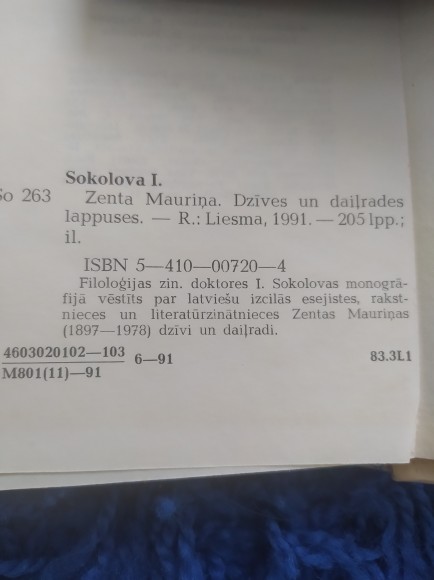 Sokolova I.
So 263 Zenta Mauriņa. Dzīves un daiļrades
lappuses. — R.: Liesma, 1991. — 205 lpp.;
il.
ISBN 5—410—00720—4
Filoloģijas zin. doktores I. Sokolovas monogrā-
fijā vēstīts par latviešu izcilās esejistes, rakst-
nieces un literatūrzinātnieces Zentas Mauriņas
(1897—1978) dzīvi un daiļradi.
4603020102—103
M801(11)—91
6—91
83.3L1